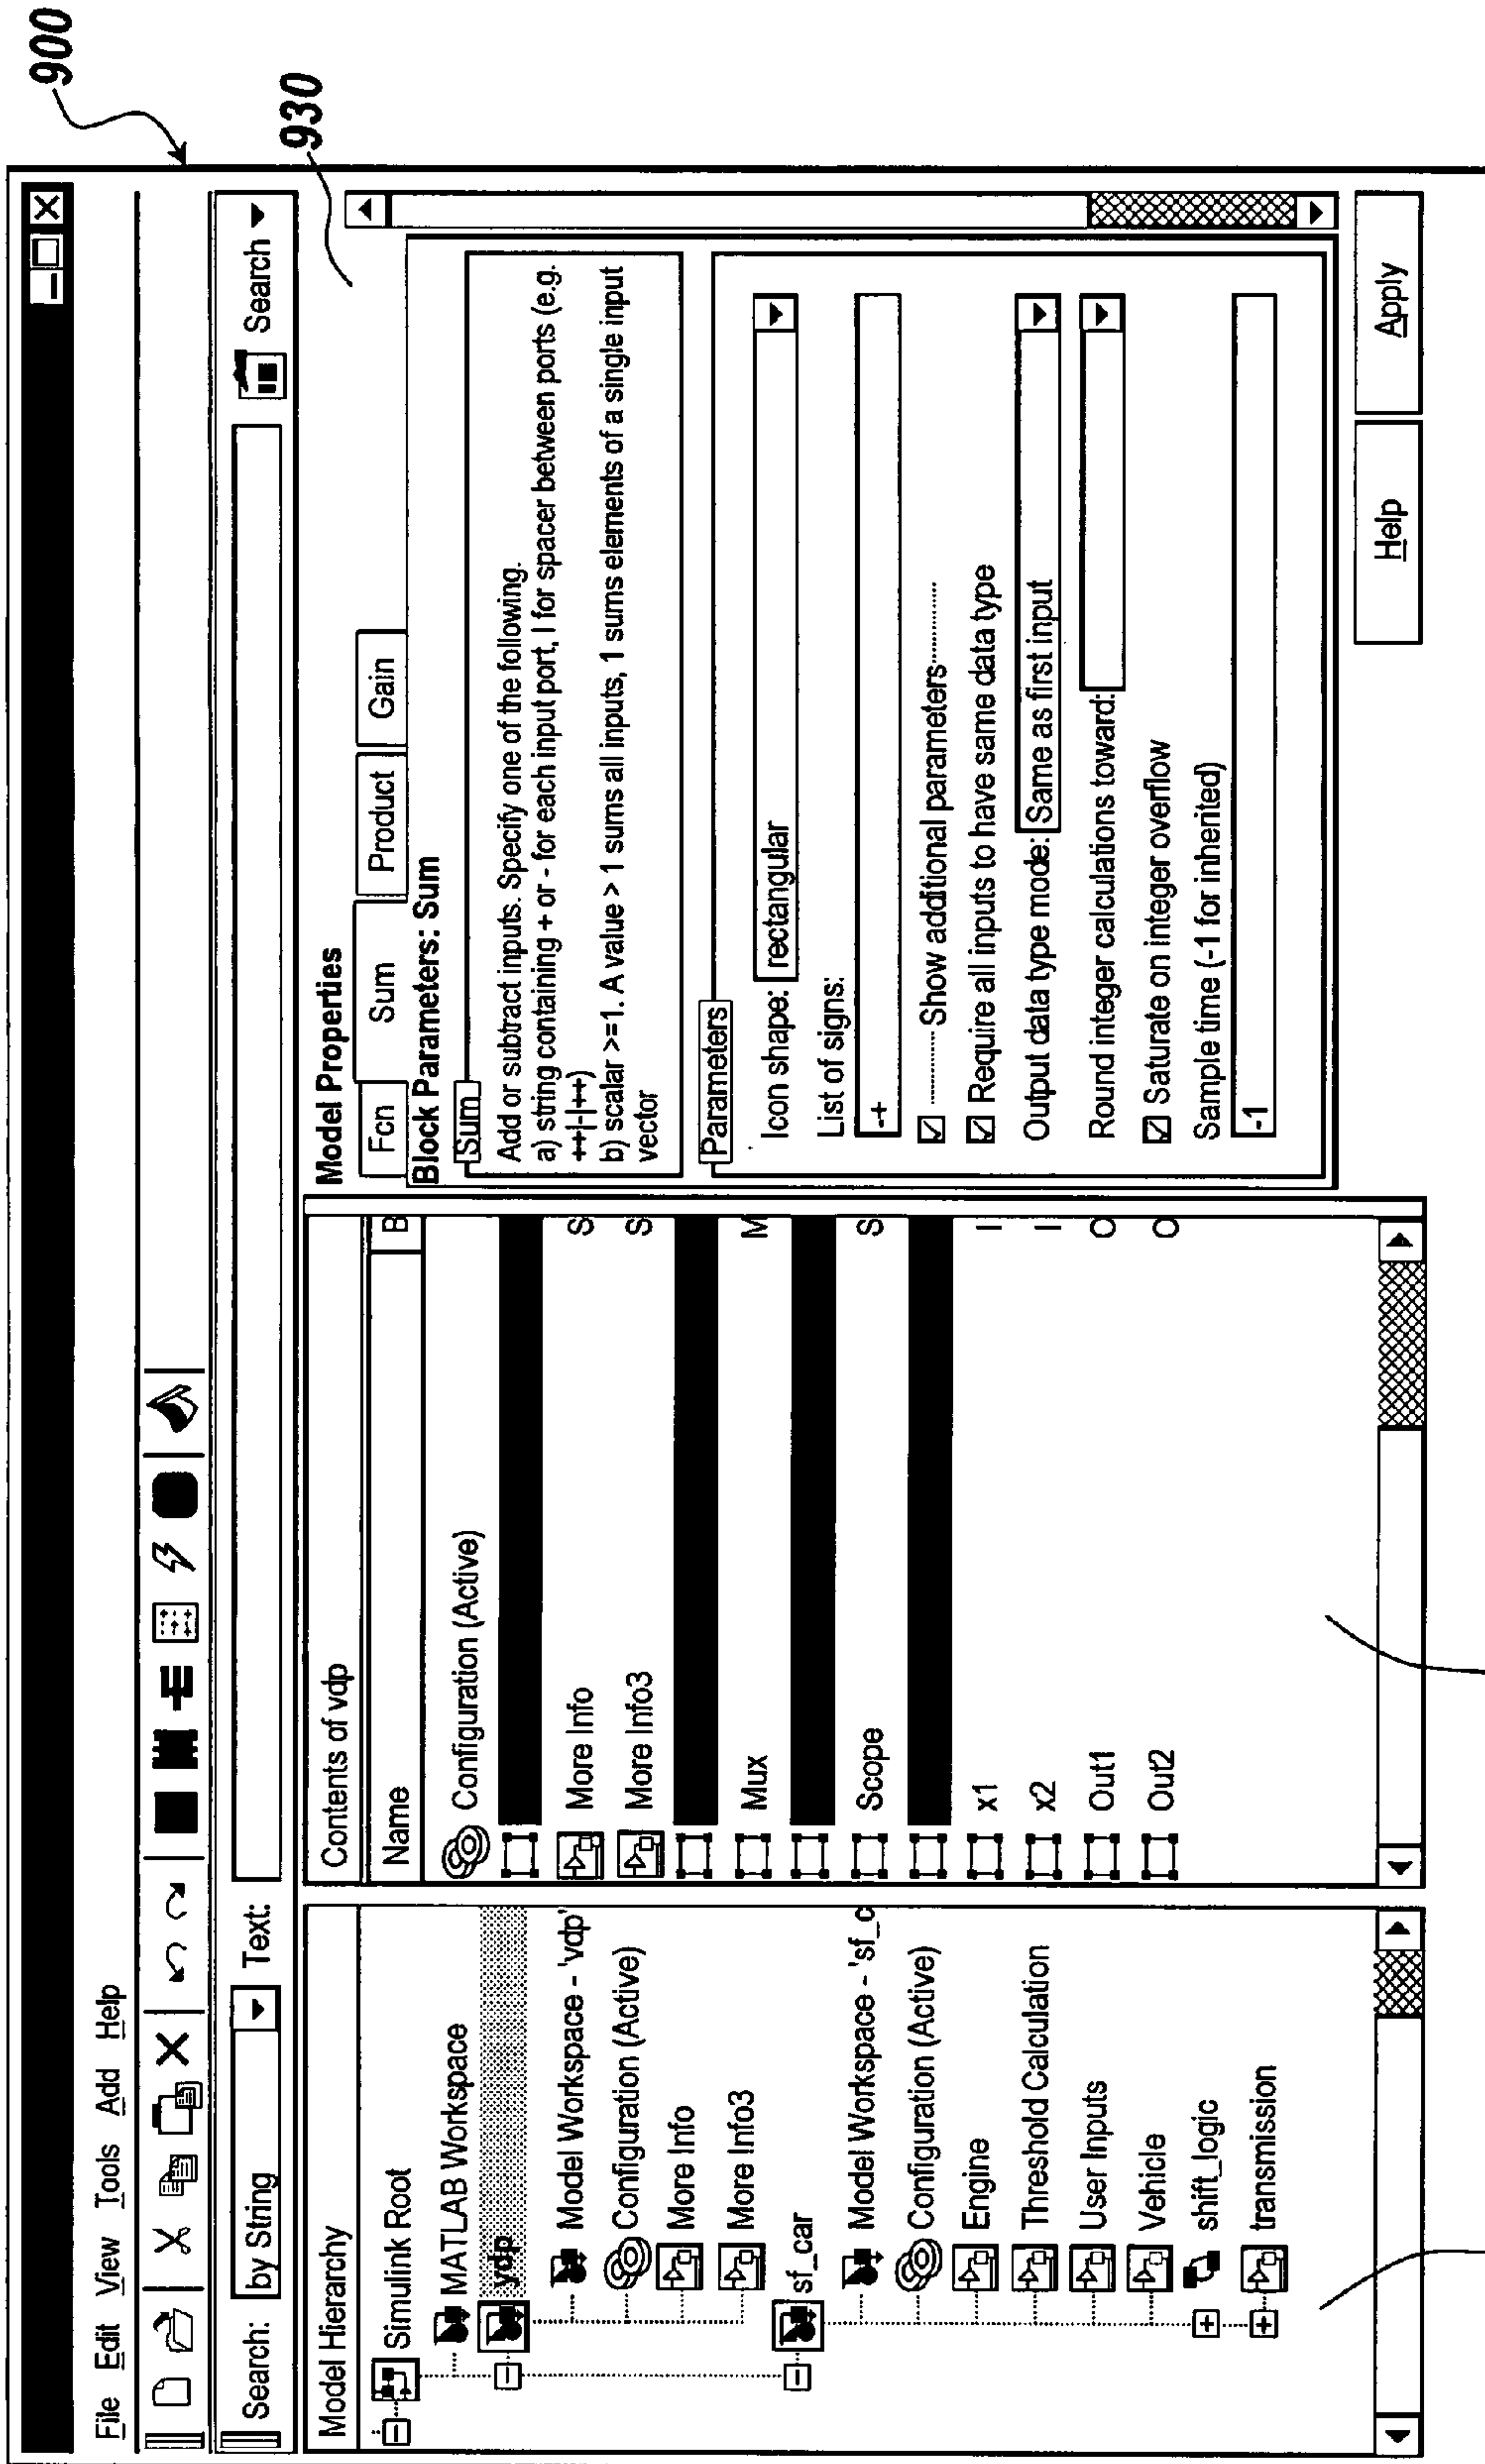 900
930
File Edit View Tools Add Help
Search: by String Text: Search
Model Hierarchy
Simulink Root
MATLAB Workspace
vdp
Model Workspace - 'vdp'
Configuration (Active)
More Info
More Info3
sf_car
Model Workspace - 'sf_c
Configuration (Active)
Engine
Threshold Calculation
User Inputs
Vehicle
shift_logic
transmission
Contents of vdp
Name B
Configuration (Active)
More Info S
More Info3 S
Mux M
Scope S
x1 I
x2 I
Out1 O
Out2 O
Model Properties
Fcn Sum Product Gain
Block Parameters: Sum
Sum
Add or subtract inputs. Specify one of the following.
a) string containing + or - for each input port, I for spacer between ports (e.g.
++|-|++)
b) scalar >=1. A value > 1 sums all inputs, 1 sums elements of a single input
vector
Parameters
Icon shape: rectangular
List of signs:
-+
Show additional parameters
Require all inputs to have same data type
Output data type mode: Same as first input
Round integer calculations toward:
Saturate on integer overflow
Sample time (-1 for inherited)
-1
Help Apply